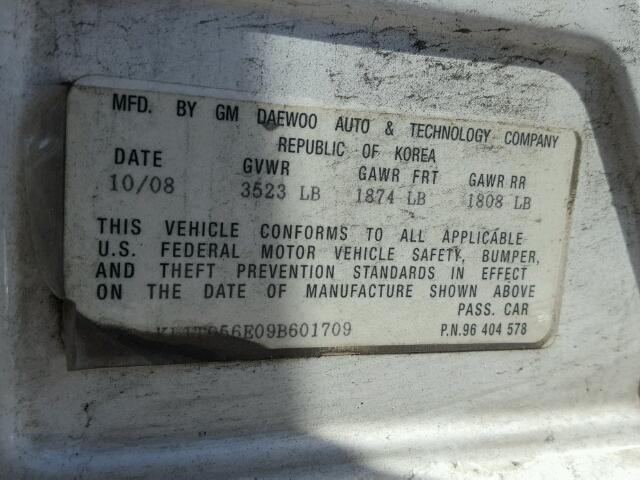 MFD. BY GM DAEWOO AUTO & TECHNOLOGY COMPANY
REPUBLIC OF KOREA
DATE GVWR GAWR FRT GAWR RR
10/08 3523 LB 1874 LB 1808 LB
THIS VEHICLE CONFORMS TO ALL APPLICABLE
U.S. FEDERAL MOTOR VEHICLE SAFETY, BUMPER,
AND THEFT PREVENTION STANDARDS IN EFFECT
ON THE DATE OF MANUFACTURE SHOWN ABOVE
PASS. CAR
KL1TD56E09B601709 P.N.96 404 578